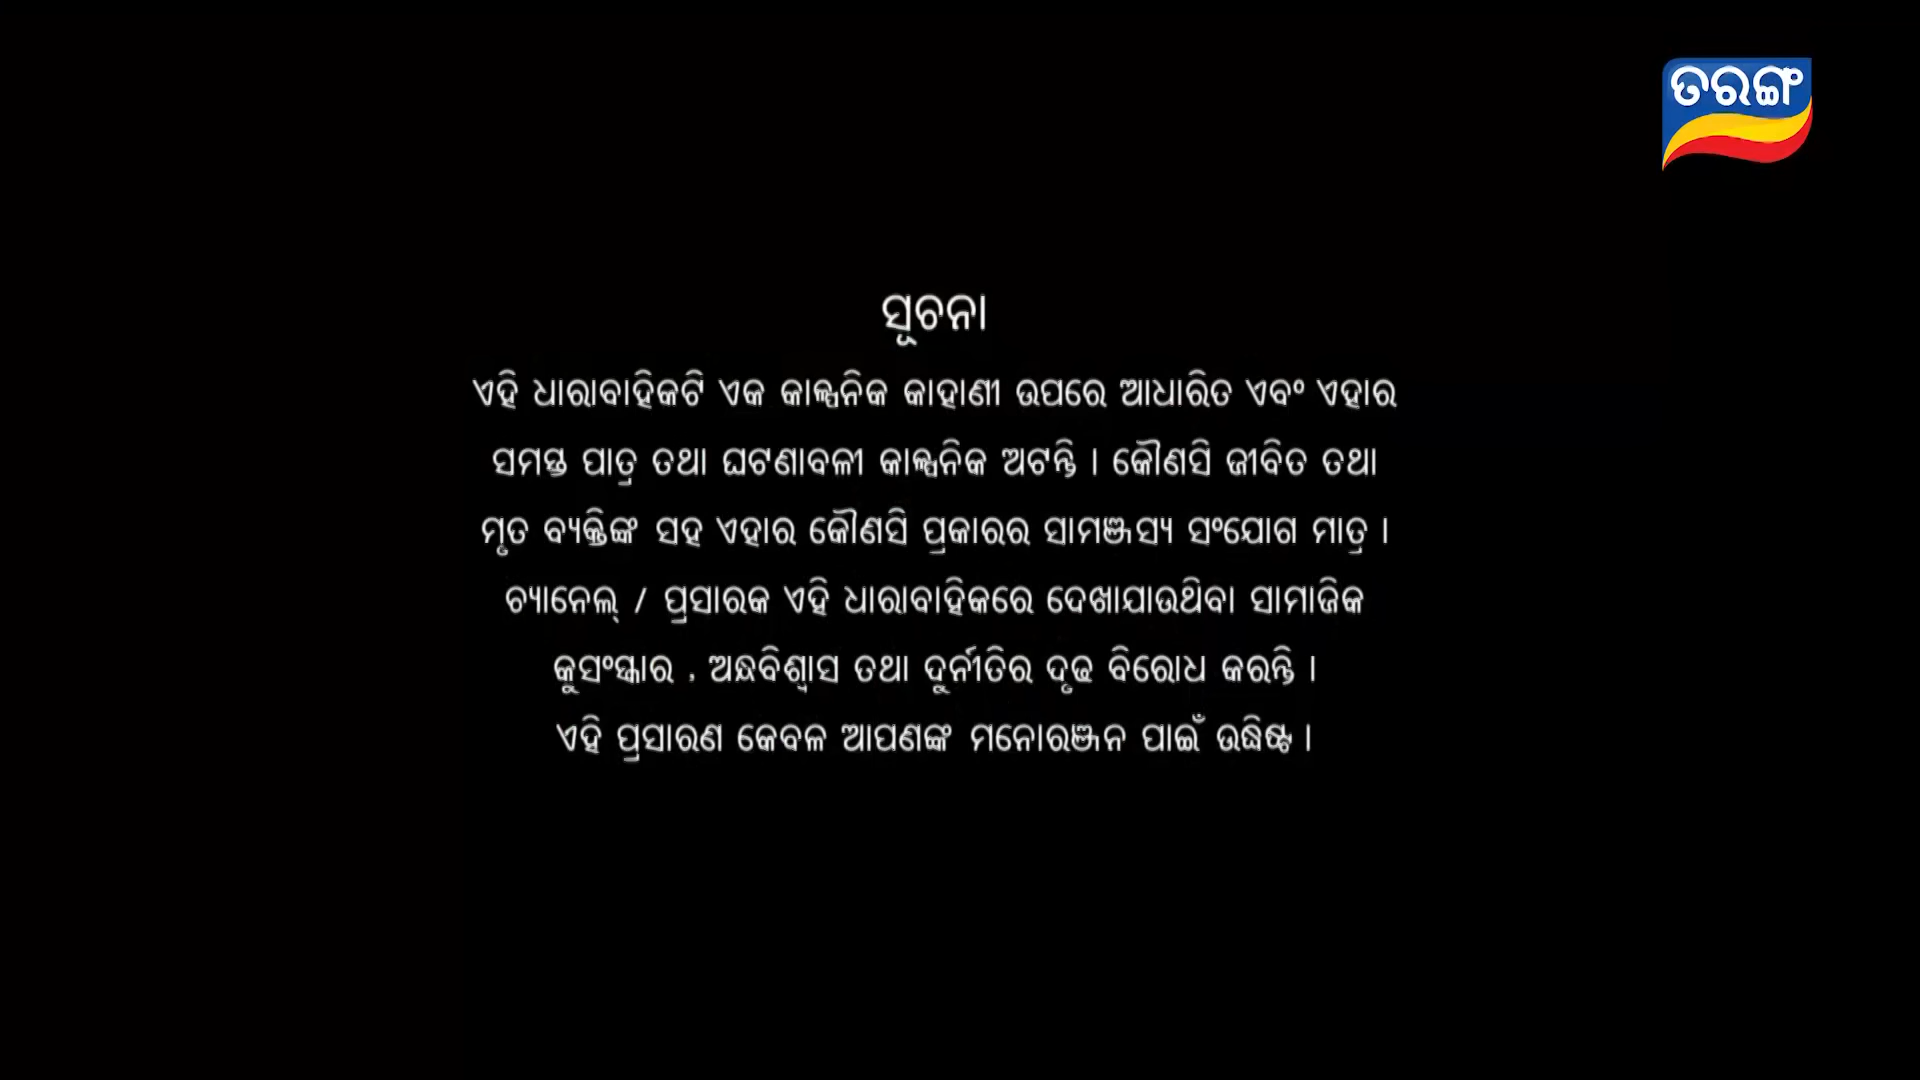 ତରଙ୍ଗ
ସୂଚନା
ଏହି ଧାରାବାହିକଟି ଏକ କାଳ୍ପନିକ କାହାଣୀ ଉପରେ ଆଧାରିତ ଏବଂ ଏହାର
ସମସ୍ତ ପାତ୍ର ତଥା ଘଟଣାବଳୀ କାଳ୍ପନିକ ଅଟନ୍ତି । କୌଣସି ଜୀବିତ ତଥା
ମୃତ ବ୍ୟକ୍ତିଙ୍କ ସହ ଏହାର କୌଣସି ପ୍ରକାରର ସାମଞ୍ଜସ୍ୟ ସଂଯୋଗ ମାତ୍ର ।
ଚ୍ୟାନେଲ୍ / ପ୍ରସାରକ ଏହି ଧାରାବାହିକରେ ଦେଖାଯାଉଥିବା ସାମାଜିକ
କୁସଂସ୍କାର , ଅନ୍ଧବିଶ୍ୱାସ ତଥା ଦୁର୍ନୀତିର ଦୃଢ ବିରୋଧ କରନ୍ତି ।
ଏହି ପ୍ରସାରଣ କେବଳ ଆପଣଙ୍କ ମନୋରଞ୍ଜନ ପାଇଁ ଉଦ୍ଧିଷ୍ଟ ।